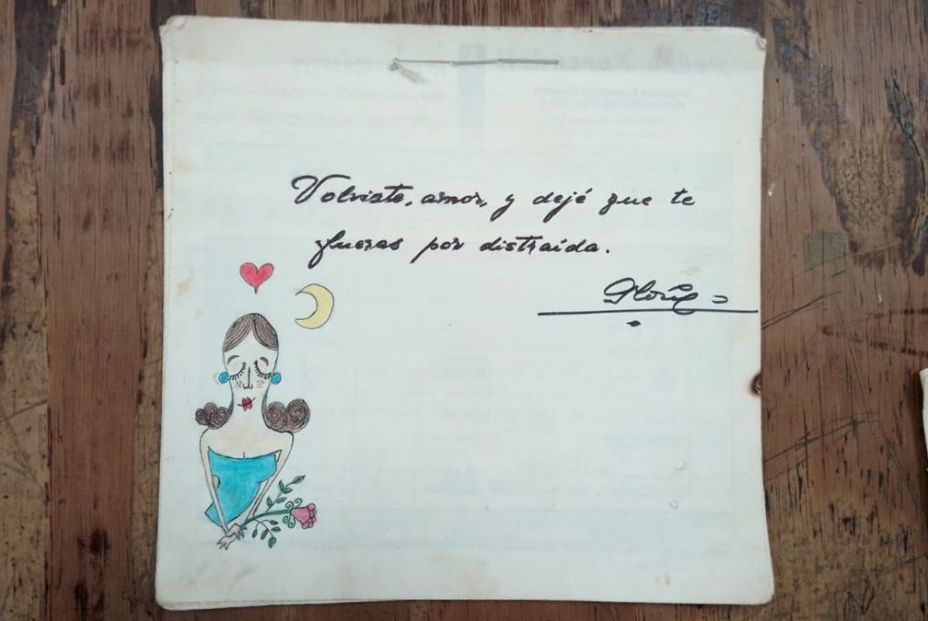 Volviste, amor, y dejé que te
fueras por distraída.